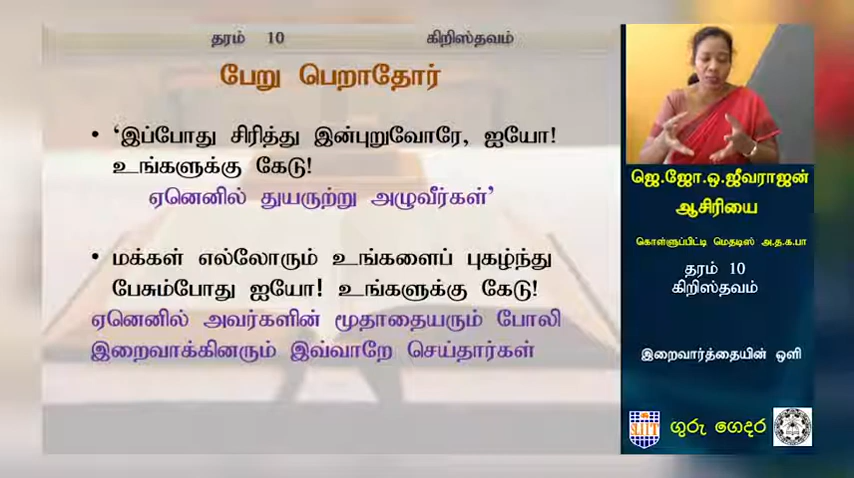 தரம் 10 கிறிஸ்தவம்
பேறு பெறாதோர்
• ‘இப்போது சிரித்து இன்புறுவோரே, ஐயோ!
உங்களுக்கு கேடு!
ஏனெனில் துயருற்று அழுவீர்கள்’
• மக்கள் எல்லோரும் உங்களைப் புகழ்ந்து
பேசும்போது ஐயோ! உங்களுக்கு கேடு!
ஏனெனில் அவர்களின் மூதாதையரும் போலி
இறைவாக்கினரும் இவ்வாறே செய்தார்கள்
ஜெ.ஜோ.ஒ.ஜீவராஜன்
ஆசிரியை
கொள்ளுப்பிட்டி மெதடிஸ் அ.த.க.பா
தரம் 10
கிறிஸ்தவம்
இறைவார்த்தையின் ஒளி
SLIIT
ගුරු ගෙදර